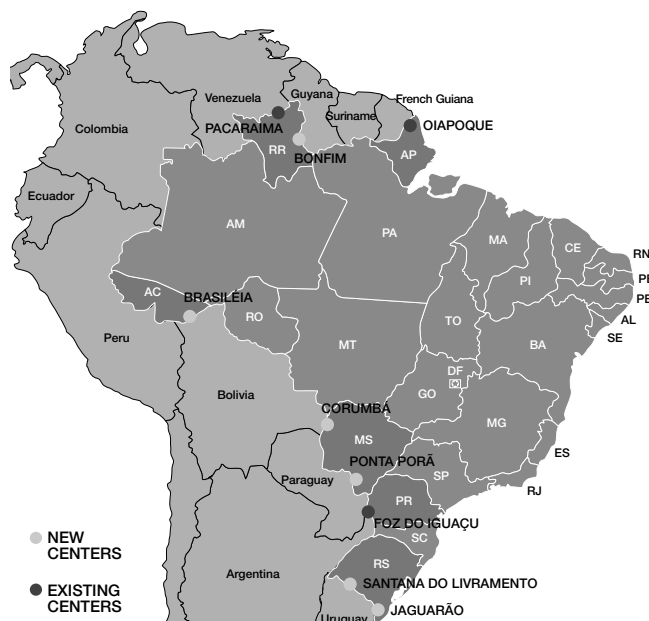 Guyana
Venezuela
French Guiana
Suriname
PACARAIMA
OIAPOQUE
Colombia
RR
BONFIM
AP
Ecuador
AM
PA
MA
CE
RN
PI
AC
BRASILÉIA
RO
TO
AL
Peru
MT
BA
SE
DF
GO
Bolivia
CORUMBÁ
MS
MG
ES
PONTA PORÃ
SP
Paraguay
RJ
PR
FOZ DO IGUAÇU
NEW
CENTERS
SC
RS
Argentina
SANTANA DO LIVRAMENTO
EXISTING
CENTERS
JAGUARÃO
Uruguay